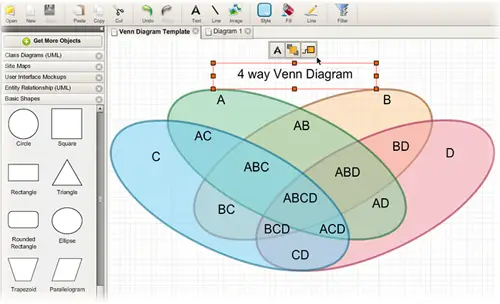 New Paste Copy Cut Undo Redo Text Line Image Style Fill Line Filter
Get More Objects
Class Diagrams (UML)
Site Maps
User Interface Mockups
Entity Relationship (UML)
Basic Shapes
Circle Square
Rectangle Triangle
Rounded Rectangle
Ellipse
Trapezoid Parallelogram
Venn Diagram Template
Diagram 1
A
4 way Venn Diagram
A
B
AC
AB
C
BD
D
ABC
ABD
BC
ABCD
AD
BCD
ACD
CD